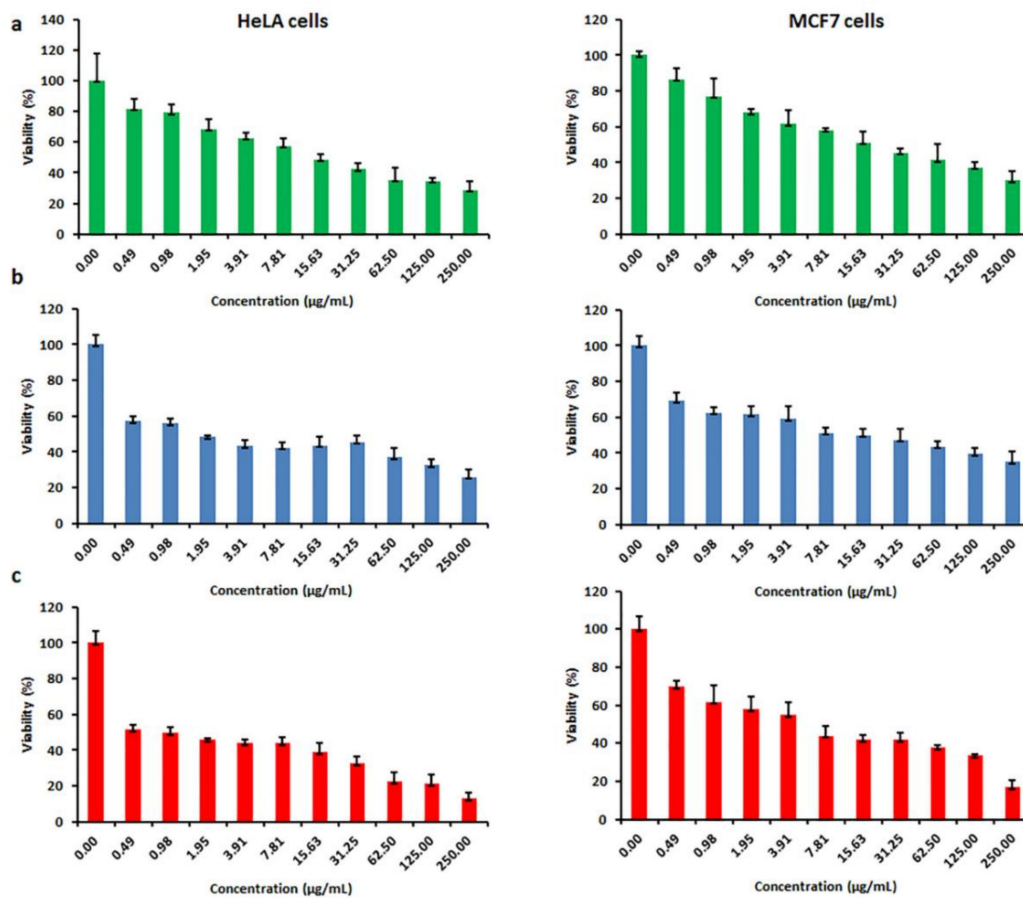 a
HeLA cells
MCF7 cells
Viability (%)
140
120
100
80
60
40
20
0
0.00 0.49 0.98 1.95 3.91 7.81 15.63 31.25 62.50 125.00 250.00
Concentration (µg/mL)
Viability (%)
120
100
80
60
40
20
0
0.00 0.49 0.98 1.95 3.91 7.81 15.63 31.25 62.50 125.00 250.00
Concentration (µg/mL)
b
Viability (%)
120
100
80
60
40
20
0
0.00 0.49 0.98 1.95 3.91 7.81 15.63 31.25 62.50 125.00 250.00
Concentration (µg/mL)
Viability (%)
120
100
80
60
40
20
0
0.00 0.49 0.98 1.95 3.91 7.81 15.63 31.25 62.50 125.00 250.00
Concentration (µg/mL)
c
Viability (%)
120
100
80
60
40
20
0
0.00 0.49 0.98 1.95 3.91 7.81 15.63 31.25 62.50 125.00 250.00
Concentration (µg/mL)
Viability (%)
120
100
80
60
40
20
0
0.00 0.49 0.98 1.95 3.91 7.81 15.63 31.25 62.50 125.00 250.00
Concentration (µg/mL)